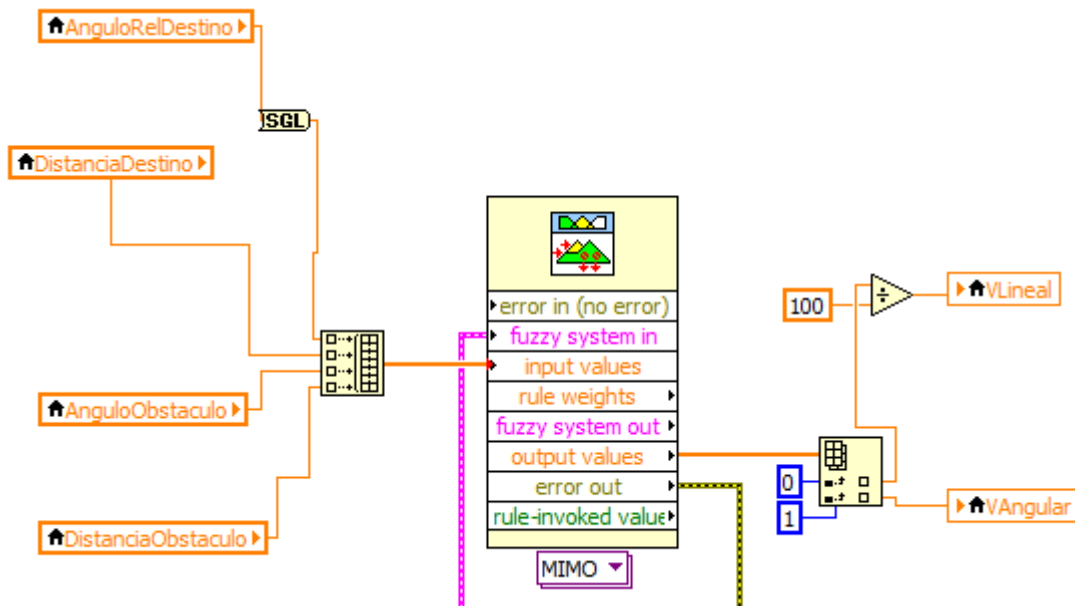 AnguloRelDestino
SGL
DistanciaDestino
error in (no error)
100
VLineal
fuzzy system in
input values
rule weights
AnguloObstaculo
fuzzy system out
output values
0
error out
VAngular
1
rule-invoked value
DistanciaObstaculo
MIMO